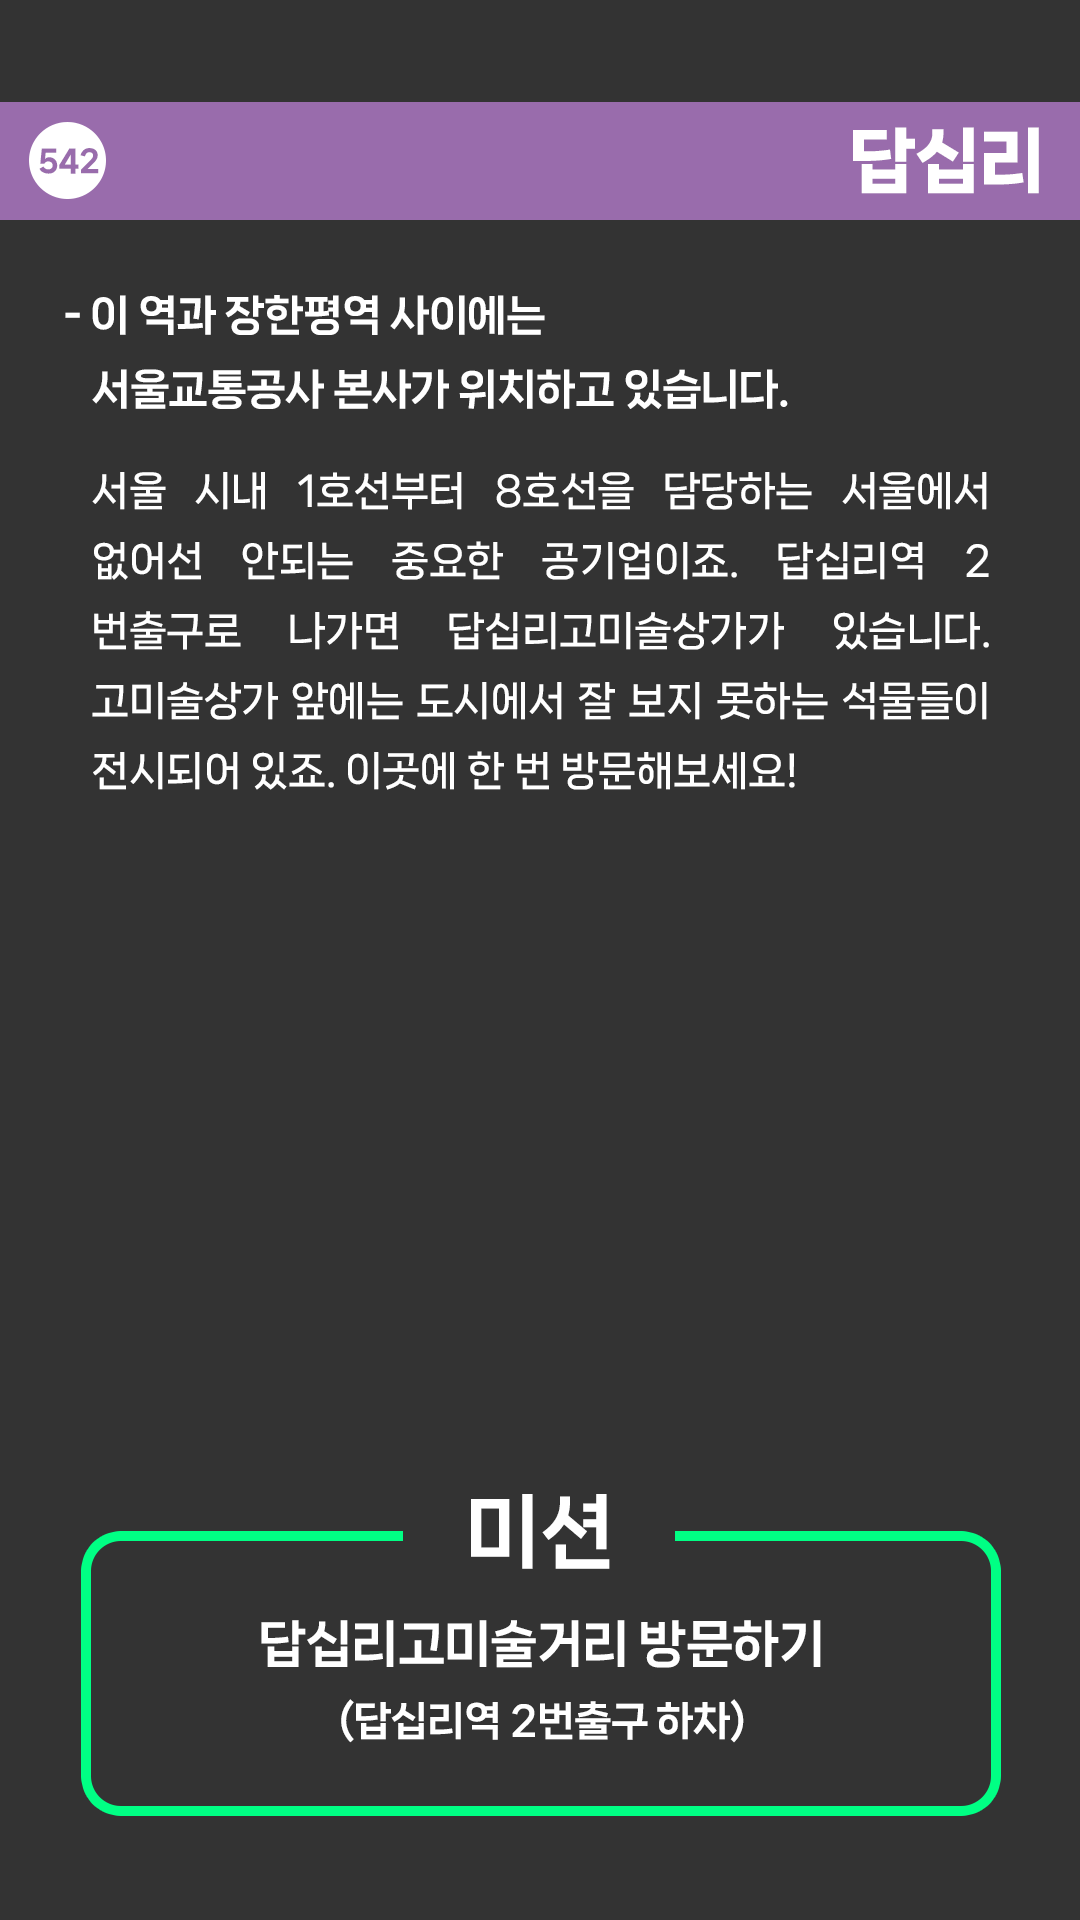 542
답십리
- 이 역과 장한평역 사이에는
서울교통공사 본사가 위치하고 있습니다.
서울 시내 1호선부터 8호선을 담당하는 서울에서
없어선 안되는 중요한 공기업이죠. 답십리역 2
번출구로 나가면 답십리고미술상가가 있습니다.
고미술상가 앞에는 도시에서 잘 보지 못하는 석물들이
전시되어 있죠. 이곳에 한 번 방문해보세요!
미션
답십리고미술거리 방문하기
(답십리역 2번출구 하차)